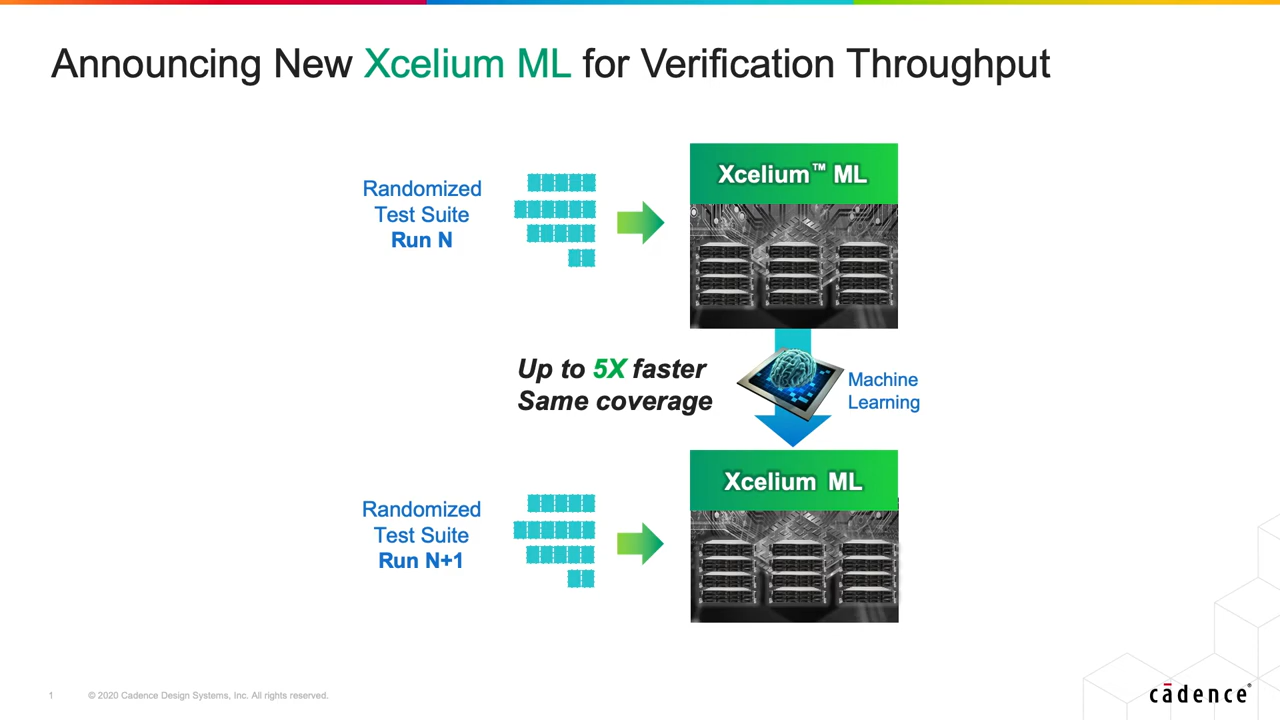 Announcing New Xcelium ML for Verification Throughput
Randomized
Test Suite
Run N
Xcelium™ ML
Up to 5X faster
Same coverage
Machine
Learning
Randomized
Test Suite
Run N+1
Xcelium ML
1
© 2020 Cadence Design Systems, Inc. All rights reserved.
cādence®